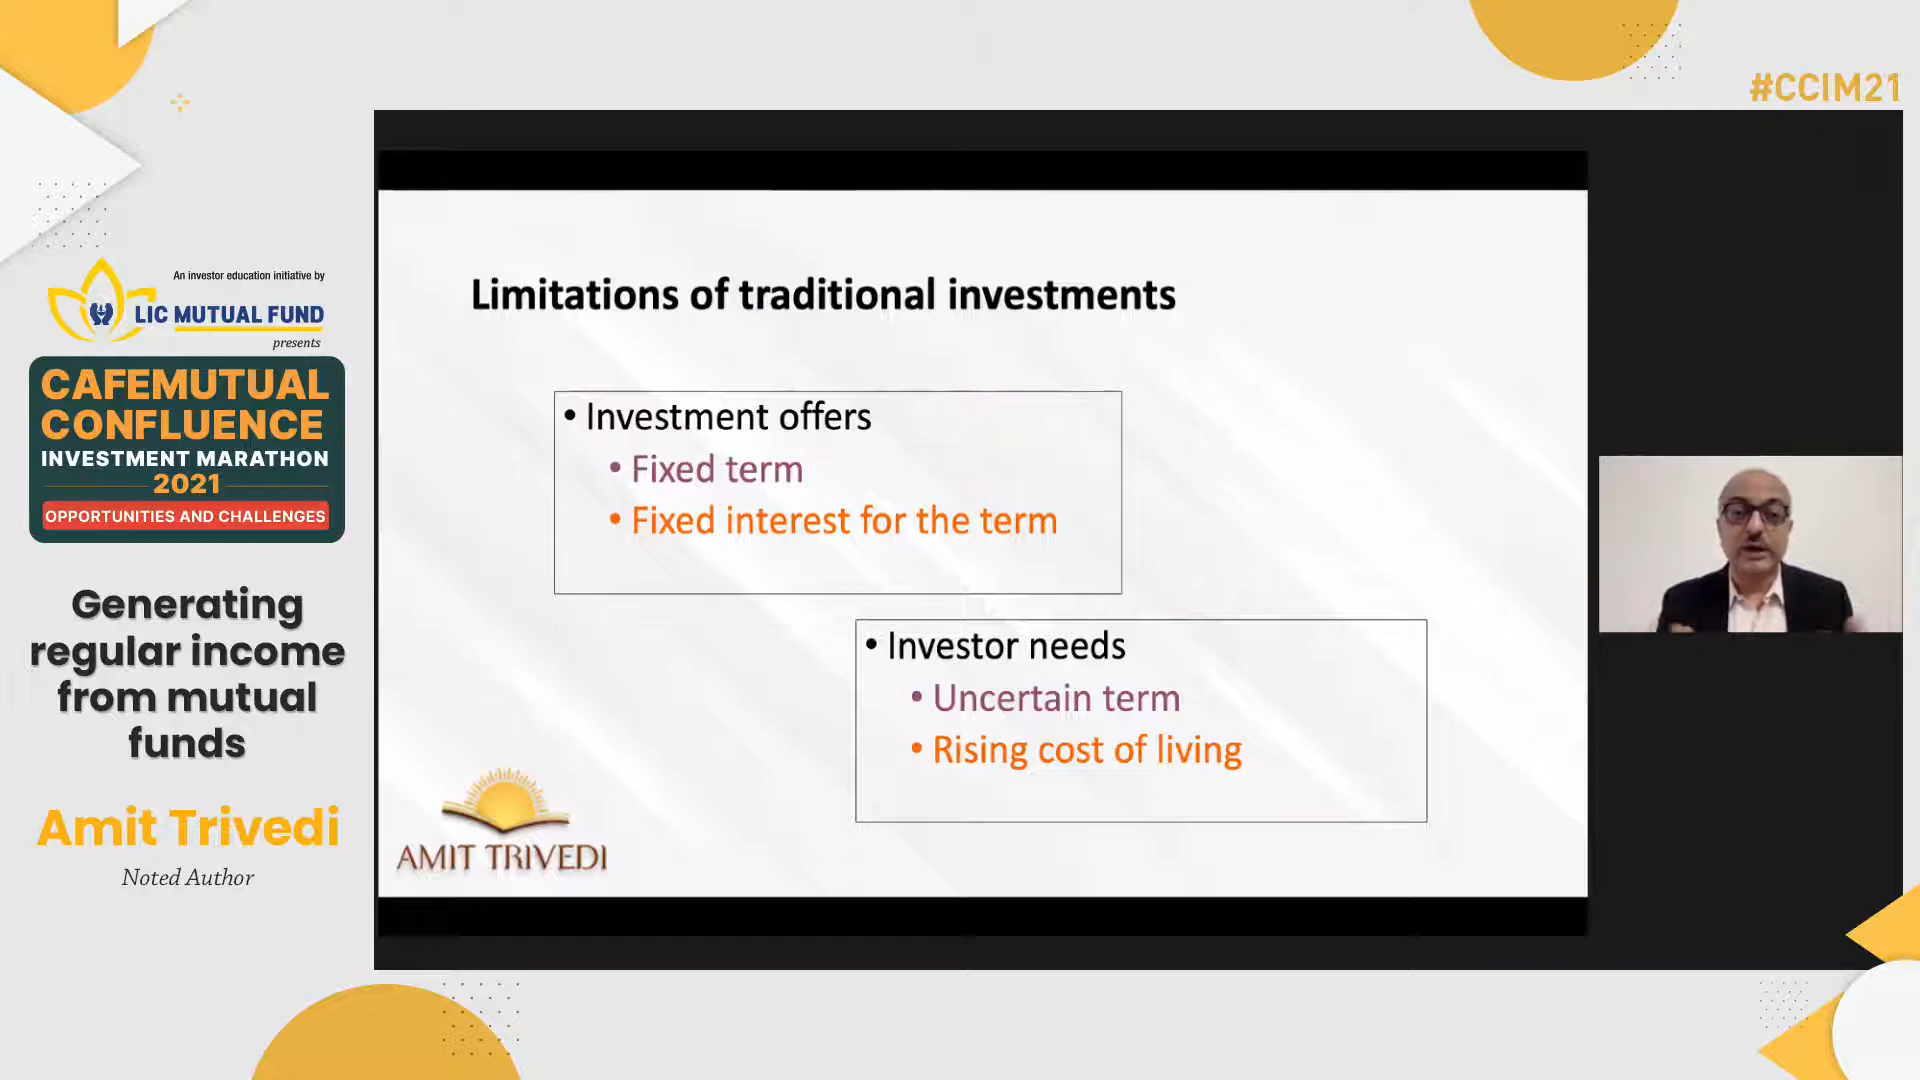 #CCIM21
An investor education initiative by
LIC MUTUAL FUND
presents
CAFEMUTUAL
CONFLUENCE
INVESTMENT MARATHON
2021
OPPORTUNITIES AND CHALLENGES
Generating
regular income
from mutual
funds
Amit Trivedi
Noted Author
Limitations of traditional investments
• Investment offers
• Fixed term
• Fixed interest for the term
• Investor needs
• Uncertain term
• Rising cost of living
AMIT TRIVEDI